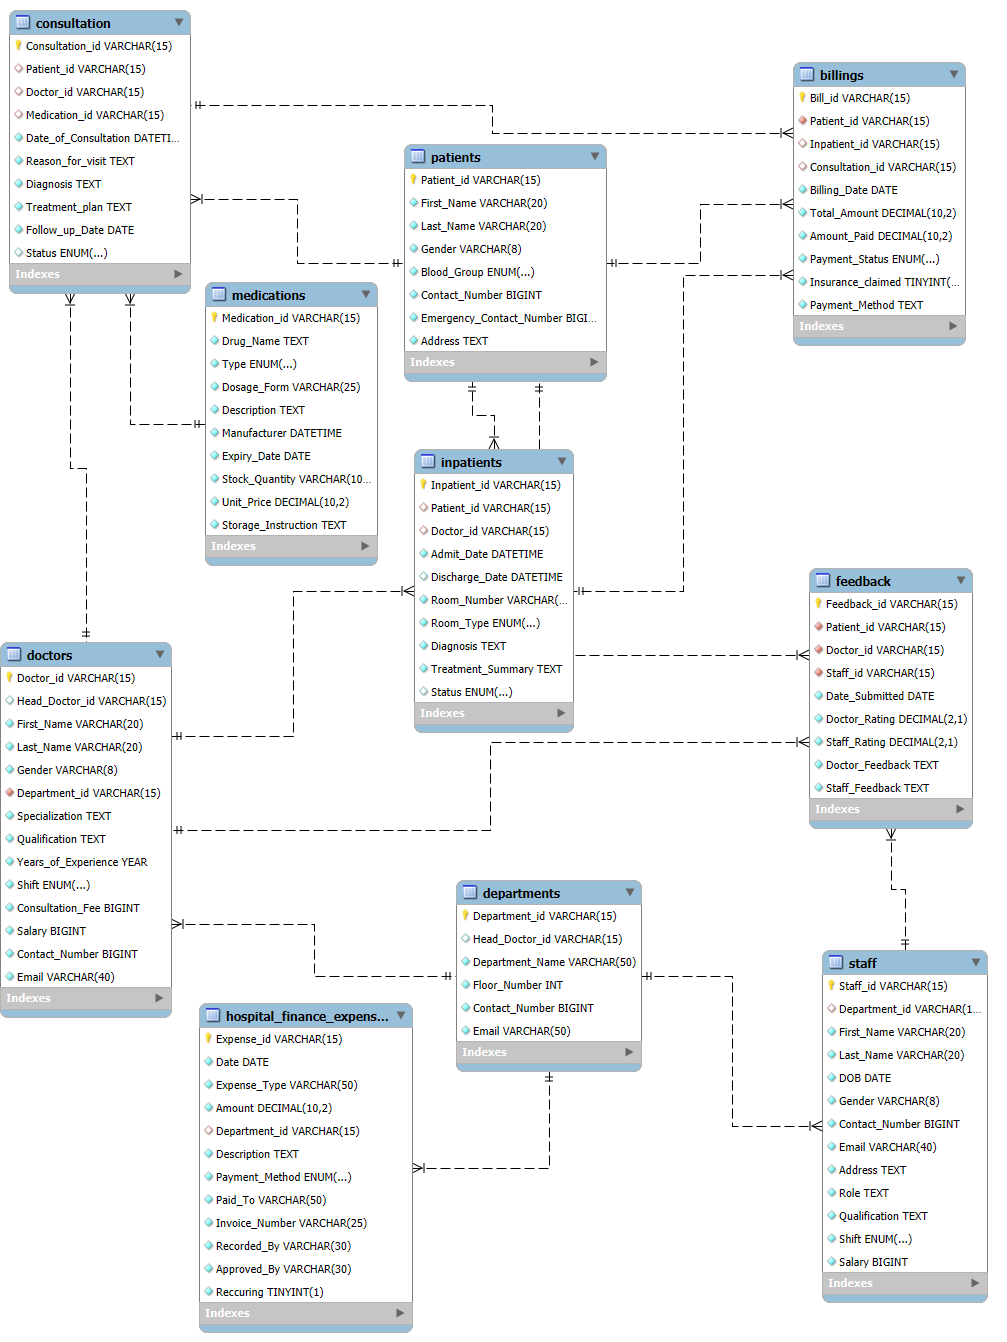 consultation
Consultation_id VARCHAR(15)
Patient_id VARCHAR(15)
Doctor_id VARCHAR(15)
Medication_id VARCHAR(15)
Date_of_Consultation DATETI...
Reason_for_visit TEXT
Diagnosis TEXT
Treatment_plan TEXT
Follow_up_Date DATE
Status ENUM(...)
Indexes
billings
Bill_id VARCHAR(15)
Patient_id VARCHAR(15)
Inpatient_id VARCHAR(15)
Consultation_id VARCHAR(15)
Billing_Date DATE
Total_Amount DECIMAL(10,2)
Amount_Paid DECIMAL(10,2)
Payment_Status ENUM(...)
Insurance_claimed TINYINT(...
Payment_Method TEXT
Indexes
patients
Patient_id VARCHAR(15)
First_Name VARCHAR(20)
Last_Name VARCHAR(20)
Gender VARCHAR(8)
Blood_Group ENUM(...)
Contact_Number BIGINT
Emergency_Contact_Number BIGI...
Address TEXT
Indexes
medications
Medication_id VARCHAR(15)
Drug_Name TEXT
Type ENUM(...)
Dosage_Form VARCHAR(25)
Description TEXT
Manufacturer DATETIME
Expiry_Date DATE
Stock_Quantity VARCHAR(10...
Unit_Price DECIMAL(10,2)
Storage_Instruction TEXT
Indexes
inpatients
Inpatient_id VARCHAR(15)
Patient_id VARCHAR(15)
Doctor_id VARCHAR(15)
Admit_Date DATETIME
Discharge_Date DATETIME
Room_Number VARCHAR(...
Room_Type ENUM(...)
Diagnosis TEXT
Treatment_Summary TEXT
Status ENUM(...)
Indexes
feedback
Feedback_id VARCHAR(15)
Patient_id VARCHAR(15)
Doctor_id VARCHAR(15)
Staff_id VARCHAR(15)
Date_Submitted DATE
Doctor_Rating DECIMAL(2,1)
Staff_Rating DECIMAL(2,1)
Doctor_Feedback TEXT
Staff_Feedback TEXT
Indexes
doctors
Doctor_id VARCHAR(15)
Head_Doctor_id VARCHAR(15)
First_Name VARCHAR(20)
Last_Name VARCHAR(20)
Gender VARCHAR(8)
Department_id VARCHAR(15)
Specialization TEXT
Qualification TEXT
Years_of_Experience YEAR
Shift ENUM(...)
Consultation_Fee BIGINT
Salary BIGINT
Contact_Number BIGINT
Email VARCHAR(40)
Indexes
departments
Department_id VARCHAR(15)
Head_Doctor_id VARCHAR(15)
Department_Name VARCHAR(50)
Floor_Number INT
Contact_Number BIGINT
Email VARCHAR(50)
Indexes
staff
Staff_id VARCHAR(15)
Department_id VARCHAR(1...
First_Name VARCHAR(20)
Last_Name VARCHAR(20)
DOB DATE
Gender VARCHAR(8)
Contact_Number BIGINT
Email VARCHAR(40)
Address TEXT
Role TEXT
Qualification TEXT
Shift ENUM(...)
Salary BIGINT
Indexes
hospital_finance_expens...
Expense_id VARCHAR(15)
Date DATE
Expense_Type VARCHAR(50)
Amount DECIMAL(10,2)
Department_id VARCHAR(15)
Description TEXT
Payment_Method ENUM(...)
Paid_To VARCHAR(50)
Invoice_Number VARCHAR(25)
Recorded_By VARCHAR(30)
Approved_By VARCHAR(30)
Reccuring TINYINT(1)
Indexes